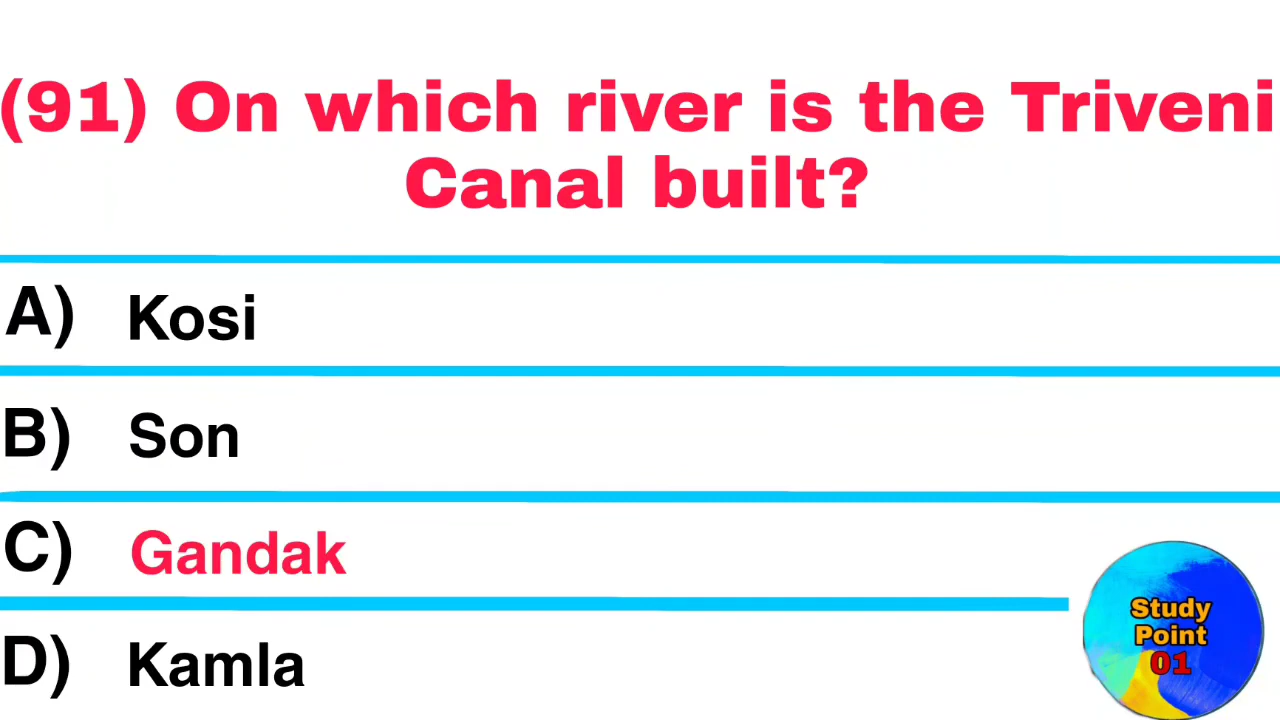 (91) On which river is the Triveni
Canal built?
A) Kosi
B) Son
C) Gandak
D) Kamla
Study
Point
01